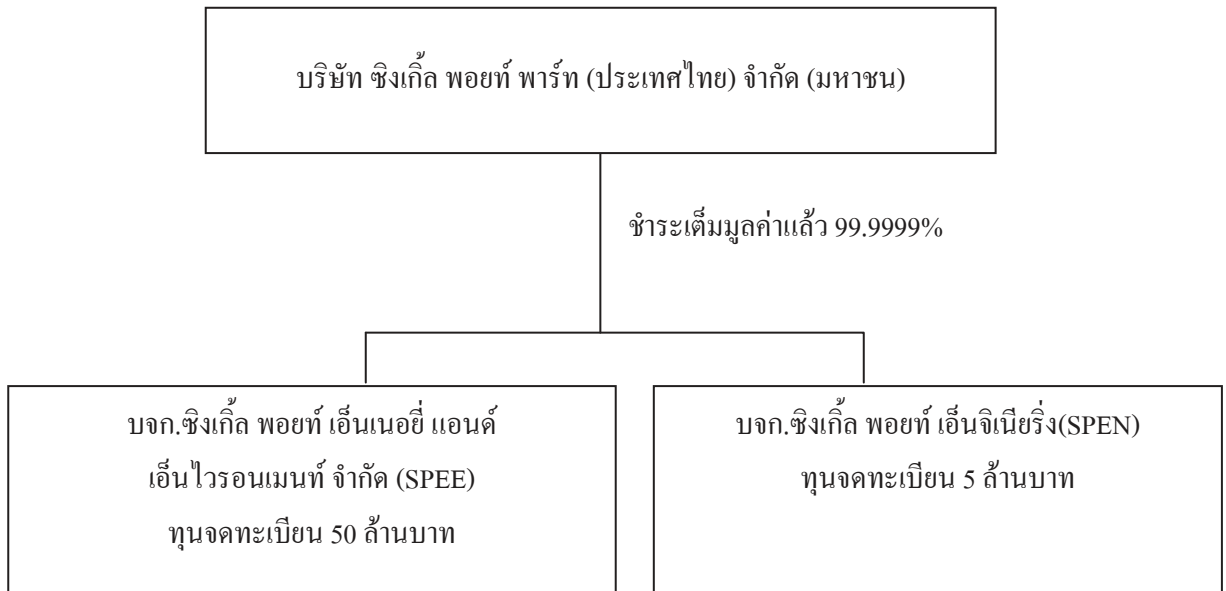 บริษัท ซิงเกิ้ล พอยท์ พาร์ท (ประเทศไทย) จำกัด (มหาชน)
ชำระเต็มมูลค่าแล้ว 99.9999%
บจก.ซิงเกิ้ล พอยท์ เอ็นเนอยี่ แอนด์
เอ็นไวรอนเมนท์ จำกัด (SPEE)
ทุนจดทะเบียน 50 ล้านบาท
บจก.ซิงเกิ้ล พอยท์ เอ็นจิเนียริ่ง(SPEN)
ทุนจดทะเบียน 5 ล้านบาท